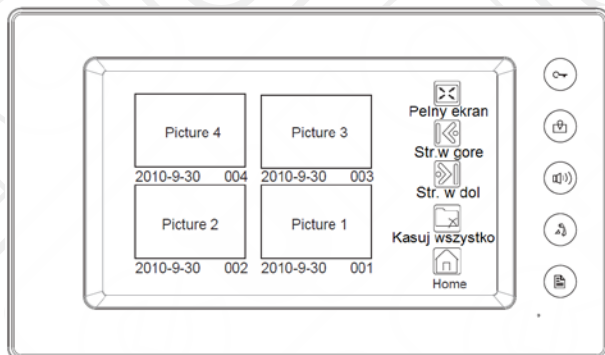 Picture 4
Picture 3
2010-9-30 004
2010-9-30 003
Picture 2
Picture 1
2010-9-30 002
2010-9-30 001
Pelny ekran
Str.w gore
Str. w dol
Kasuj wszystko
Home